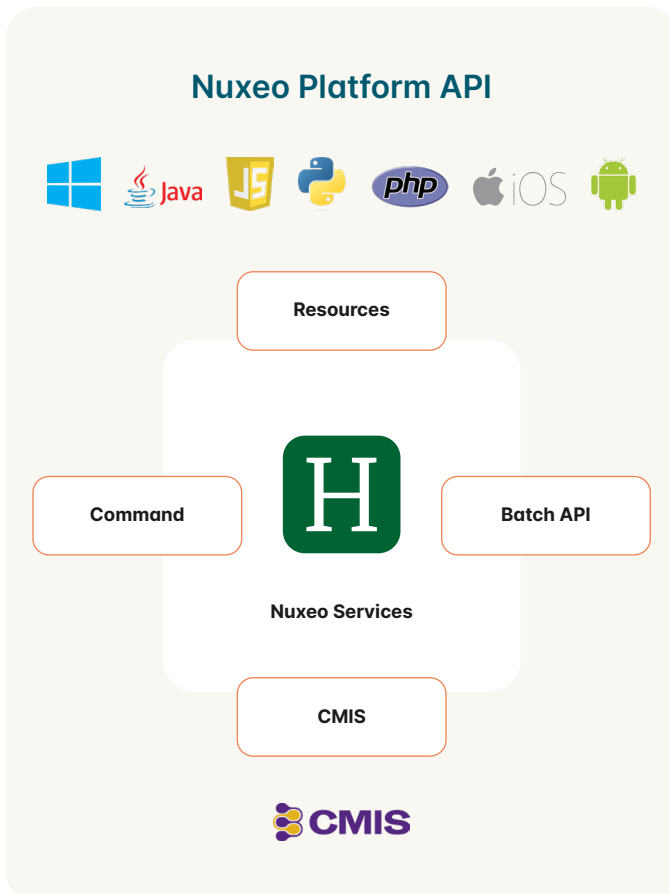 Nuxeo Platform API
Java JS php iOS
Resources
H
Command
Batch API
Nuxeo Services
CMIS
CMIS